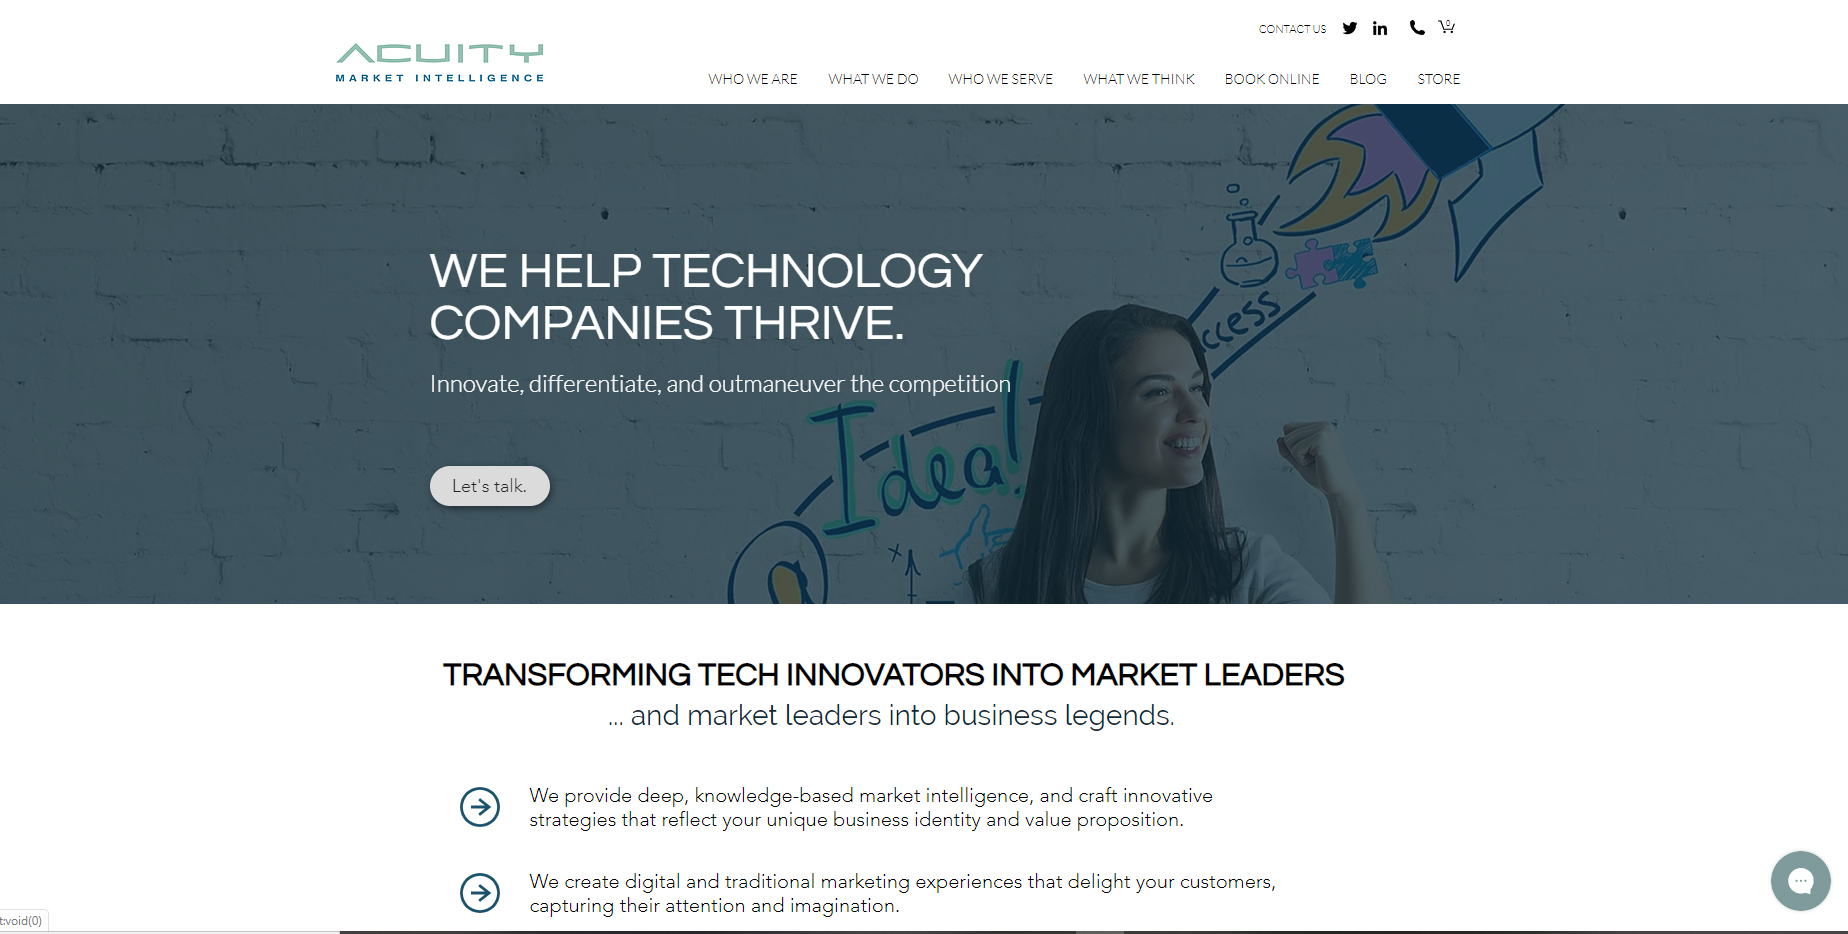 CONTACT US
0
ACUITY
MARKET INTELLIGENCE
WHO WE ARE WHAT WE DO WHO WE SERVE WHAT WE THINK BOOK ONLINE BLOG STORE
WE HELP TECHNOLOGY
COMPANIES THRIVE.
Innovate, differentiate, and outmaneuver the competition
ccess
Idea!
Let's talk.
TRANSFORMING TECH INNOVATORS INTO MARKET LEADERS
... and market leaders into business legends.
We provide deep, knowledge-based market intelligence, and craft innovative
strategies that reflect your unique business identity and value proposition.
We create digital and traditional marketing experiences that delight your customers,
capturing their attention and imagination.
t:void(0)